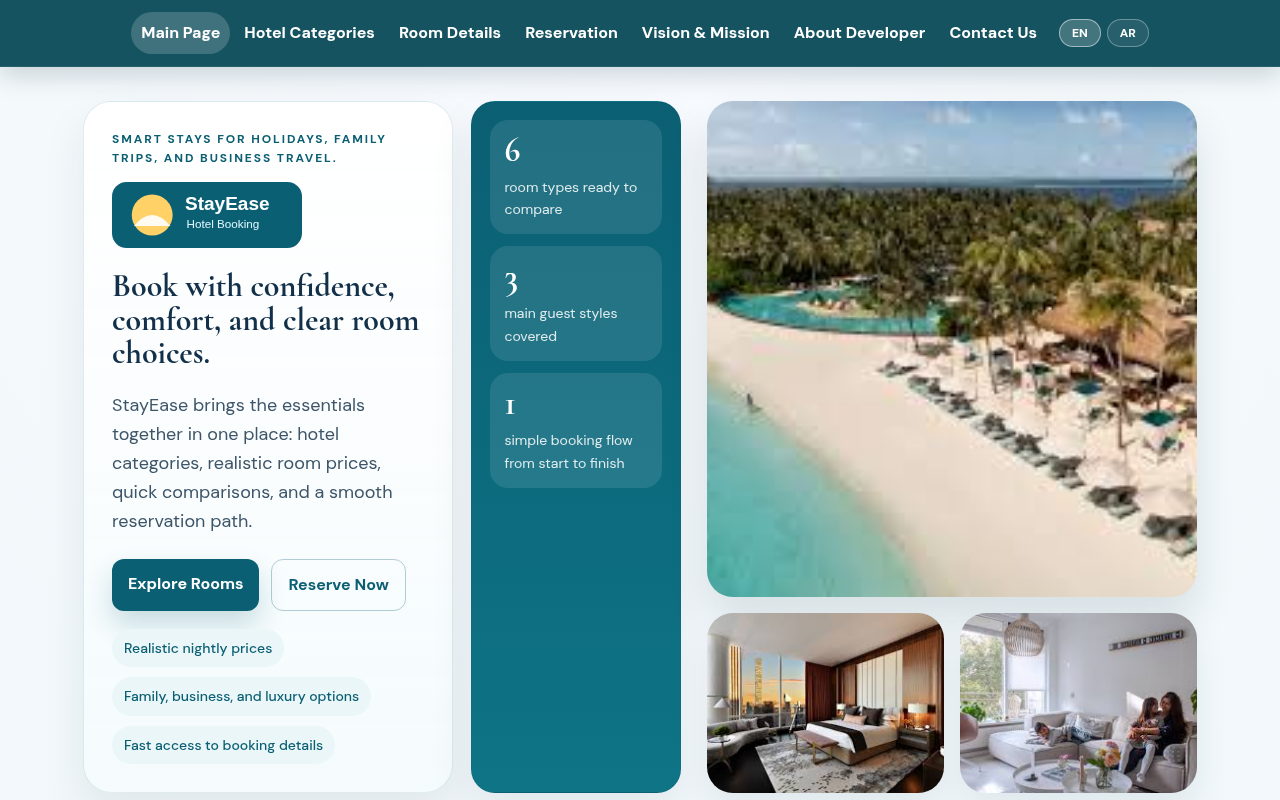 Main Page
Hotel Categories
Room Details
Reservation
Vision & Mission
About Developer
Contact Us
EN
AR
SMART STAYS FOR HOLIDAYS, FAMILY
TRIPS, AND BUSINESS TRAVEL.
StayEase
Hotel Booking
Book with confidence,
comfort, and clear room
choices.
StayEase brings the essentials
together in one place: hotel
categories, realistic room prices,
quick comparisons, and a smooth
reservation path.
Explore Rooms
Reserve Now
Realistic nightly prices
Family, business, and luxury options
Fast access to booking details
6
room types ready to
compare
3
main guest styles
covered
1
simple booking flow
from start to finish